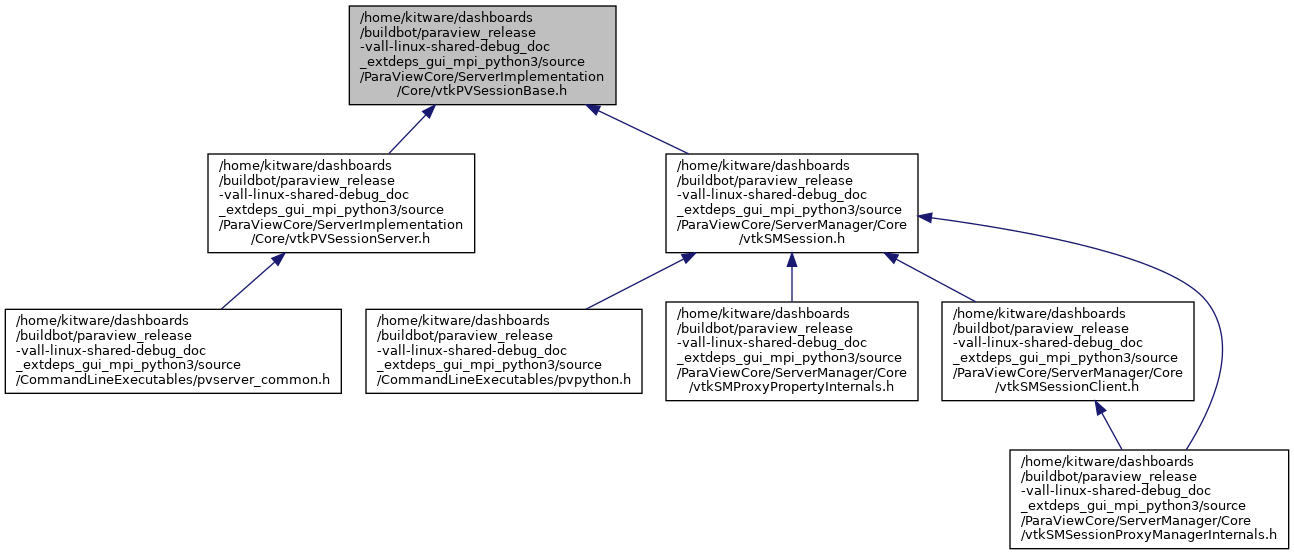 /home/kitware/dashboards
/buildbot/paraview_release
-vall-linux-shared-debug_doc
_extdeps_gui_mpi_python3/source
/ParaViewCore/ServerImplementation
/Core/vtkPVSessionBase.h
/home/kitware/dashboards
/buildbot/paraview_release
-vall-linux-shared-debug_doc
_extdeps_gui_mpi_python3/source
/ParaViewCore/ServerImplementation
/Core/vtkPVSessionServer.h
/home/kitware/dashboards
/buildbot/paraview_release
-vall-linux-shared-debug_doc
_extdeps_gui_mpi_python3/source
/ParaViewCore/ServerManager/Core
/vtkSMSession.h
/home/kitware/dashboards
/buildbot/paraview_release
-vall-linux-shared-debug_doc
_extdeps_gui_mpi_python3/source
/CommandLineExecutables/pvserver_common.h
/home/kitware/dashboards
/buildbot/paraview_release
-vall-linux-shared-debug_doc
_extdeps_gui_mpi_python3/source
/CommandLineExecutables/pvpython.h
/home/kitware/dashboards
/buildbot/paraview_release
-vall-linux-shared-debug_doc
_extdeps_gui_mpi_python3/source
/ParaViewCore/ServerManager/Core
/vtkSMProxyPropertyInternals.h
/home/kitware/dashboards
/buildbot/paraview_release
-vall-linux-shared-debug_doc
_extdeps_gui_mpi_python3/source
/ParaViewCore/ServerManager/Core
/vtkSMSessionClient.h
/home/kitware/dashboards
/buildbot/paraview_release
-vall-linux-shared-debug_doc
_extdeps_gui_mpi_python3/source
/ParaViewCore/ServerManager/Core
/vtkSMSessionProxyManagerInternals.h